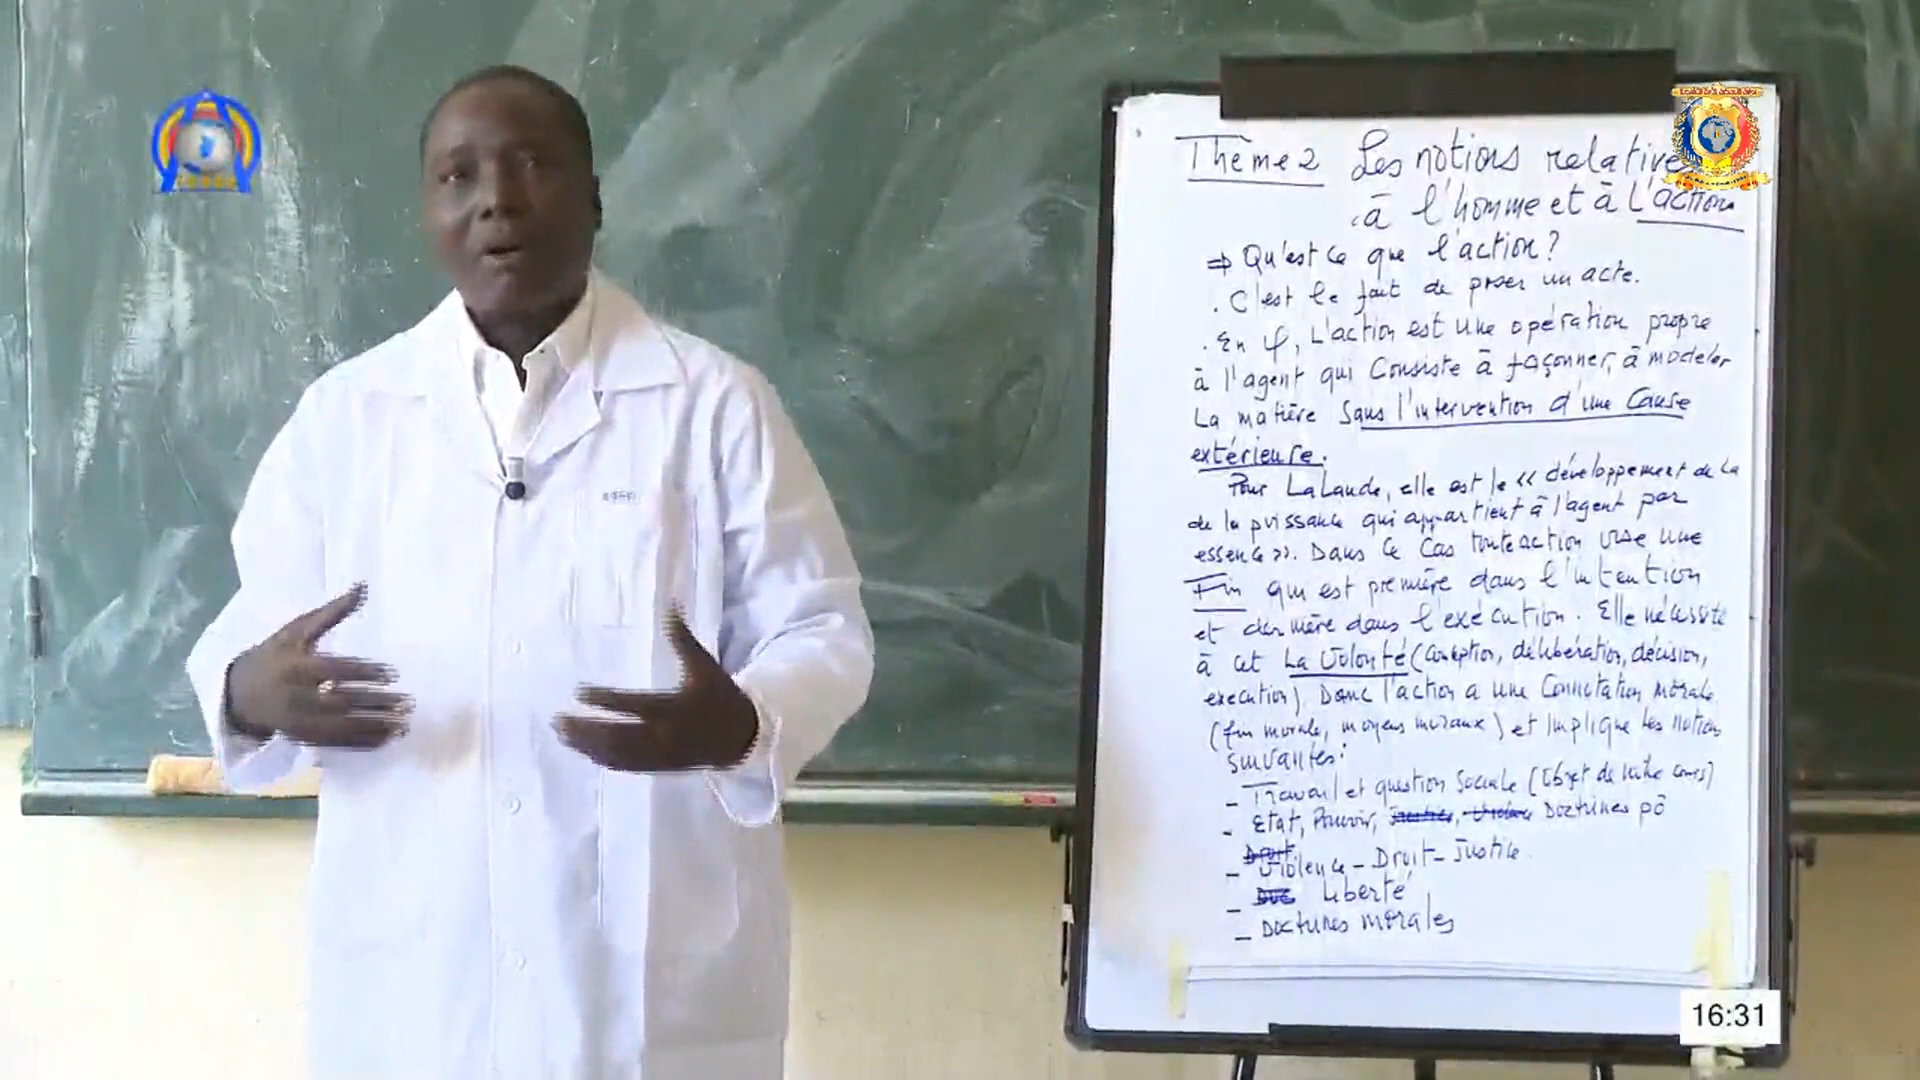 Thème 2 Les notions relative
à l'homme et à l'action
⇒ Qu'est ce que l'action?
. C'est le fait de poser un acte.
. En φ, L'action est une opération propre
à l'agent qui Consiste à façonner, à modeler
La matière Sans l'intervention d'une Cause
extérieure.
Pour LaLande, elle est le « développement de la
de la puissance qui appartient à l'agent par
essence ». Dans ce Cas toute action vise une
Fin qui est première dans l'intention
et dernière dans l'exécution. Elle nécessite
à cet La Volonté (Conception, délibération, décision,
execution). Donc l'action a une Connotation morale
(fin morale, moyens moraux) et implique les notions
suivantes:
- Travail et question Sociale (Objet de notre cours)
- Etat, Pouvoir, Doctrines pô
- Violence - Droit - Justice
- Liberté
- Doctrines morales
16:31